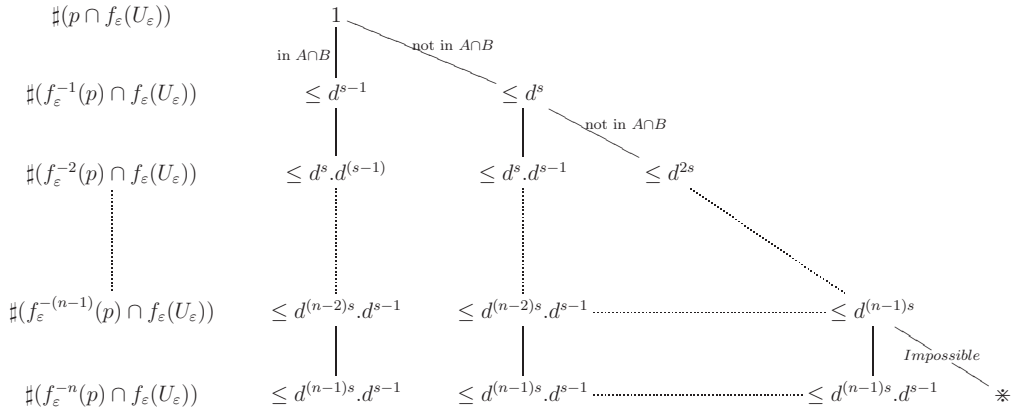 ♯(p ∩ f_ε(U_ε)) 1
in A∩B not in A∩B
♯(f_ε^{-1}(p) ∩ f_ε(U_ε)) ≤ d^{s-1} ≤ d^s
not in A∩B
♯(f_ε^{-2}(p) ∩ f_ε(U_ε)) ≤ d^s.d^{(s-1)} ≤ d^s.d^{s-1} ≤ d^{2s}
♯(f_ε^{-(n-1)}(p) ∩ f_ε(U_ε)) ≤ d^{(n-2)s}.d^{s-1} ≤ d^{(n-2)s}.d^{s-1} ≤ d^{(n-1)s}
Impossible
♯(f_ε^{-n}(p) ∩ f_ε(U_ε)) ≤ d^{(n-1)s}.d^{s-1} ≤ d^{(n-1)s}.d^{s-1} ≤ d^{(n-1)s}.d^{s-1} ※